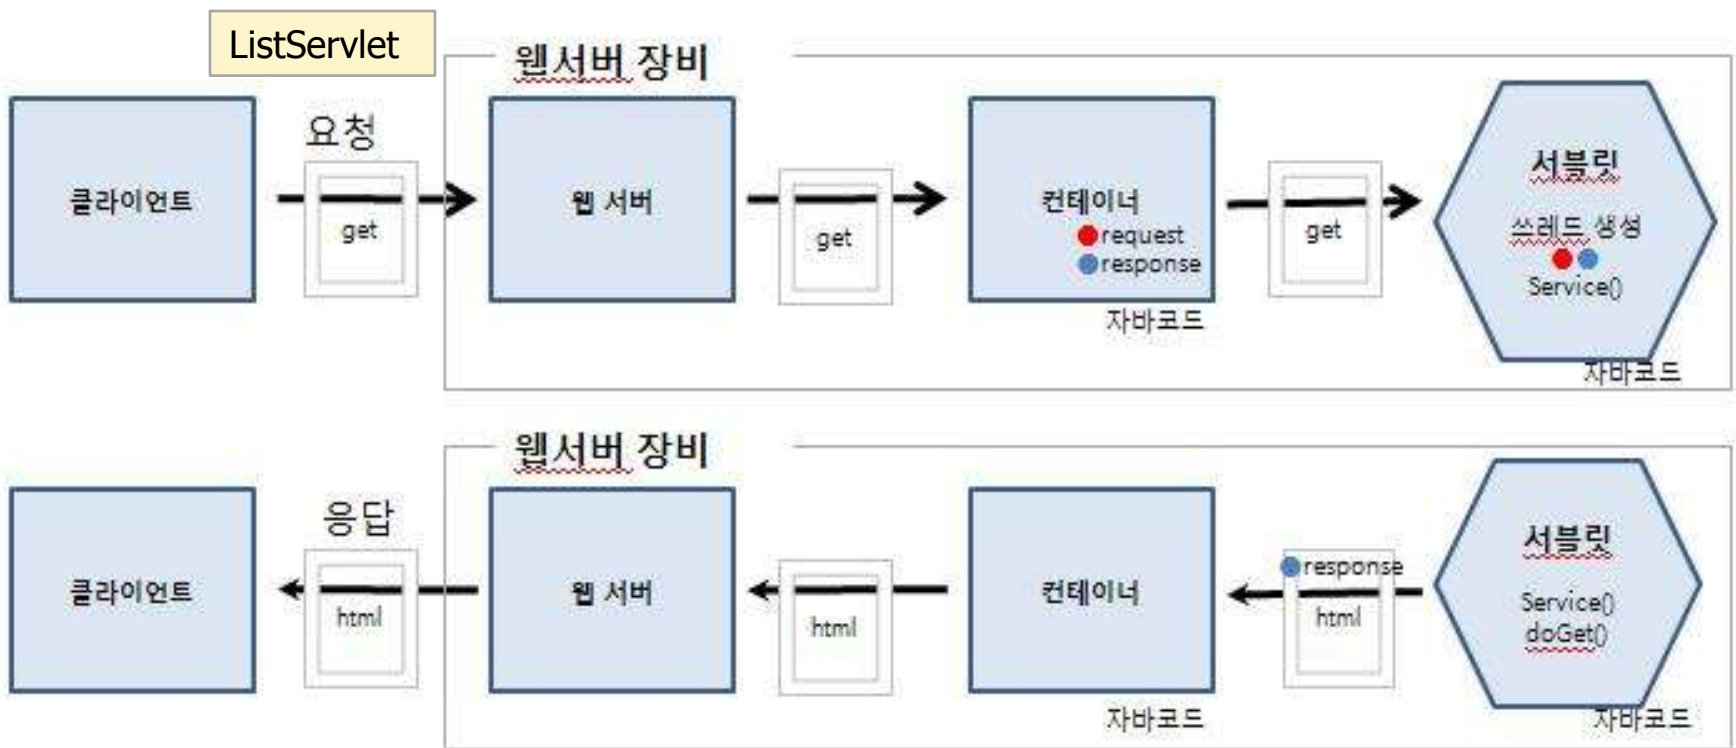 ListServlet
웹서버 장비
요청
클라이언트
get
웹 서버
get
컨테이너
request
response
자바코드
get
서블릿
쓰레드 생성
Service()
자바코드
웹서버 장비
응답
클라이언트
html
웹 서버
html
컨테이너
자바코드
response
html
서블릿
Service()
doGet()
자바코드